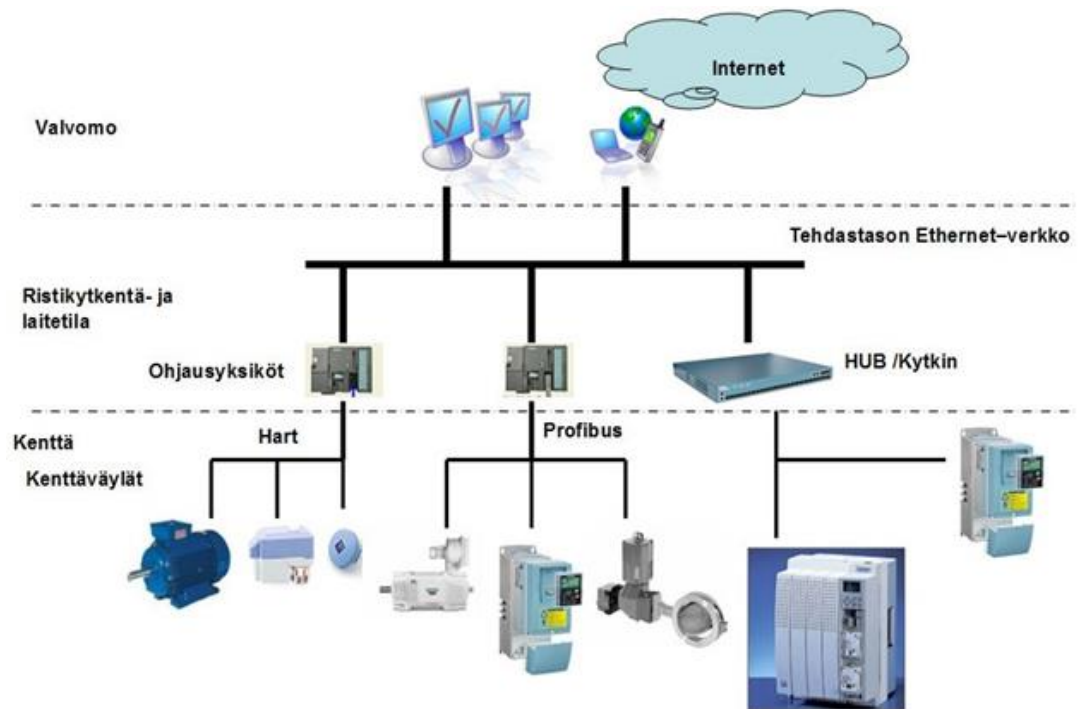 Internet
Valvomo
Tehdastason Ethernet–verkko
Ristikytkentä- ja
laitetila
Ohjausyksiköt
HUB /Kytkin
Kenttä
Hart
Profibus
Kenttäväylät